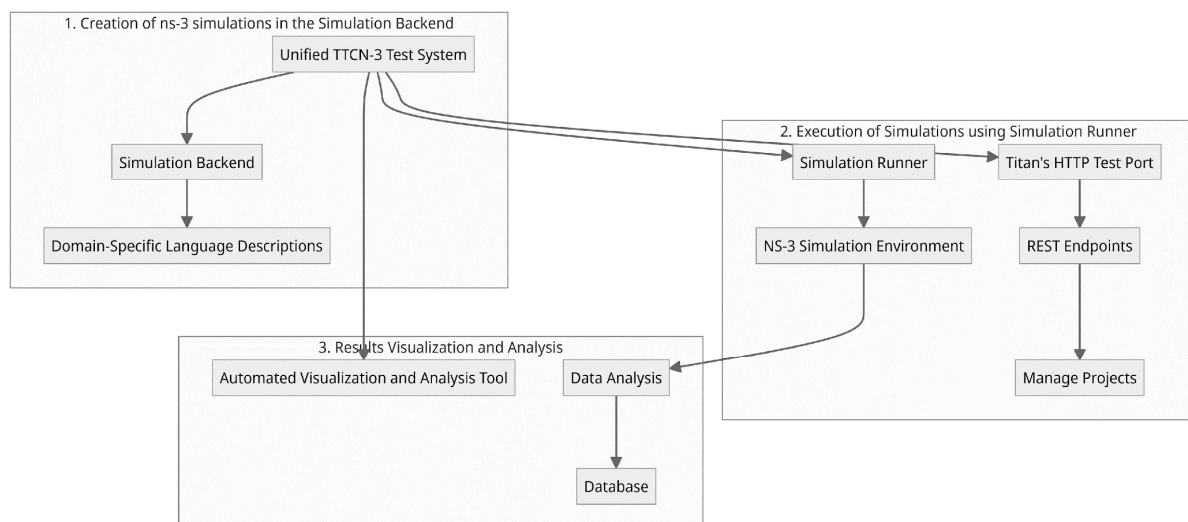 1. Creation of ns-3 simulations in the Simulation Backend
Unified TTCN-3 Test System
Simulation Backend
Domain-Specific Language Descriptions
2. Execution of Simulations using Simulation Runner
Simulation Runner
Titan's HTTP Test Port
NS-3 Simulation Environment
REST Endpoints
Manage Projects
3. Results Visualization and Analysis
Automated Visualization and Analysis Tool
Data Analysis
Database